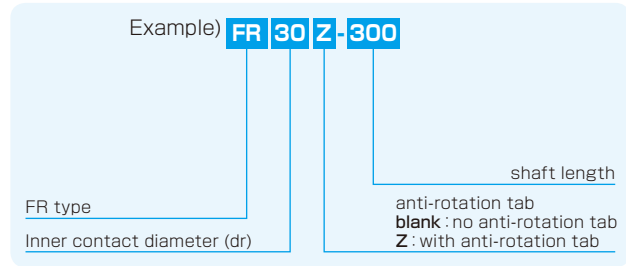 Example) FR 30 Z - 300
shaft length
FR type
anti-rotation tab
blank : no anti-rotation tab
Inner contact diameter (dr)
Z : with anti-rotation tab